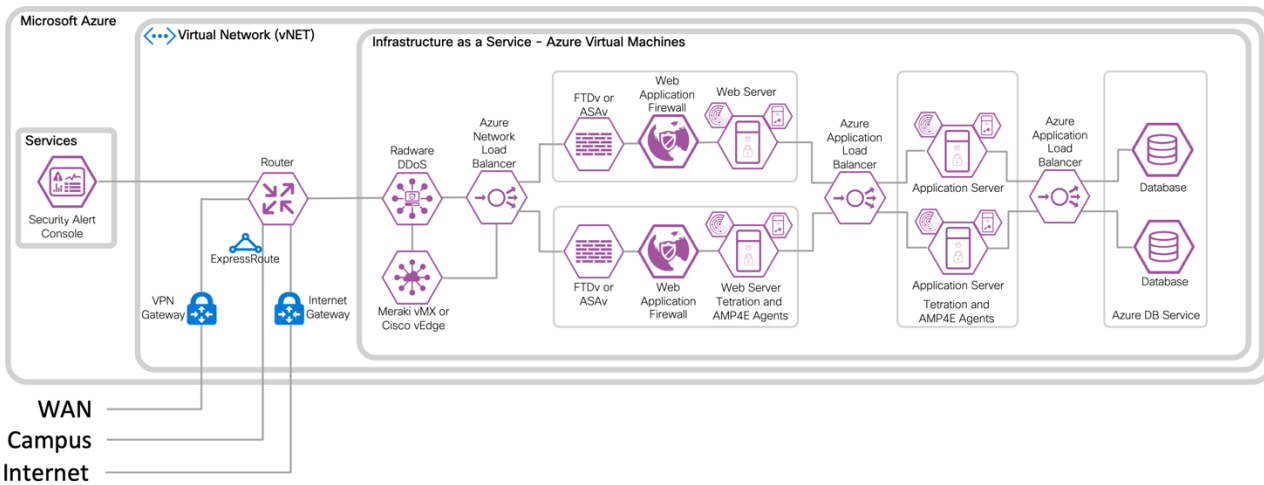 Microsoft Azure
Virtual Network (vNET)
Infrastructure as a Service - Azure Virtual Machines
Services
Security Alert
Console
Router
ExpressRoute
VPN
Gateway
Internet
Gateway
Radware
DDoS
Meraki vMX or
Cisco vEdge
Azure
Network
Load
Balancer
FTDv or
ASAv
Web
Application
Firewall
Web Server
FTDv or
ASAv
Web
Application
Firewall
Web Server
Tetration and
AMP4E Agents
Azure
Application
Load
Balancer
Application Server
Application Server
Tetration and
AMP4E Agents
Azure
Application
Load
Balancer
Database
Database
Azure DB Service
WAN
Campus
Internet